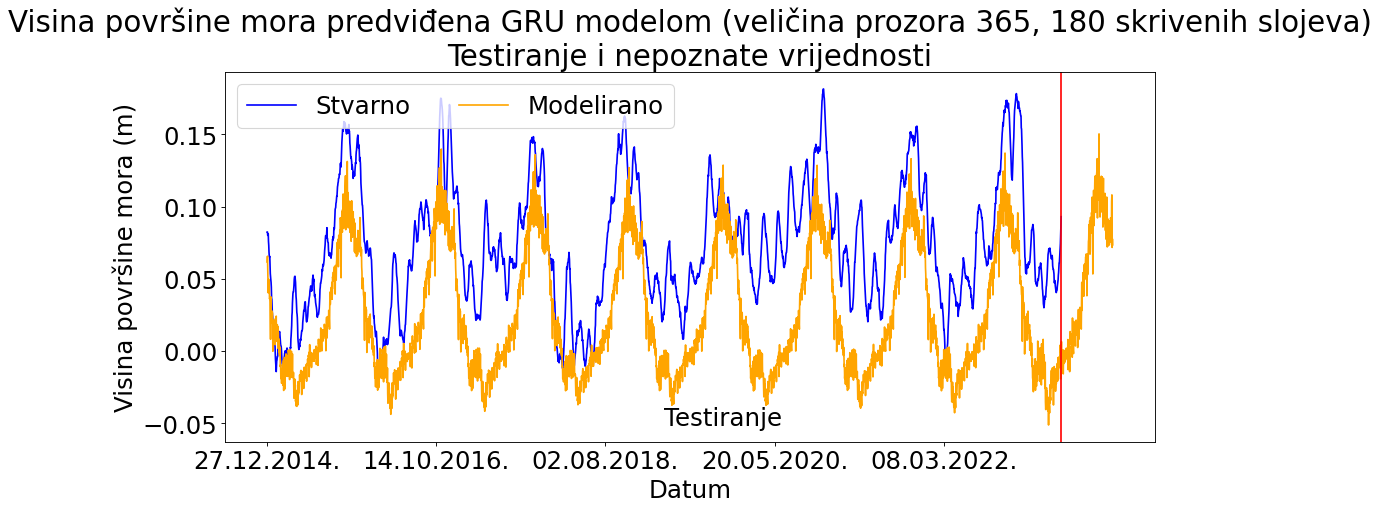 Visina površine mora predviđena GRU modelom (veličina prozora 365, 180 skrivenih slojeva)
Testiranje i nepoznate vrijednosti
Stvarno Modelirano
Visina površine mora (m)
0.15
0.10
0.05
0.00
−0.05
Testiranje
27.12.2014. 14.10.2016. 02.08.2018. 20.05.2020. 08.03.2022.
Datum